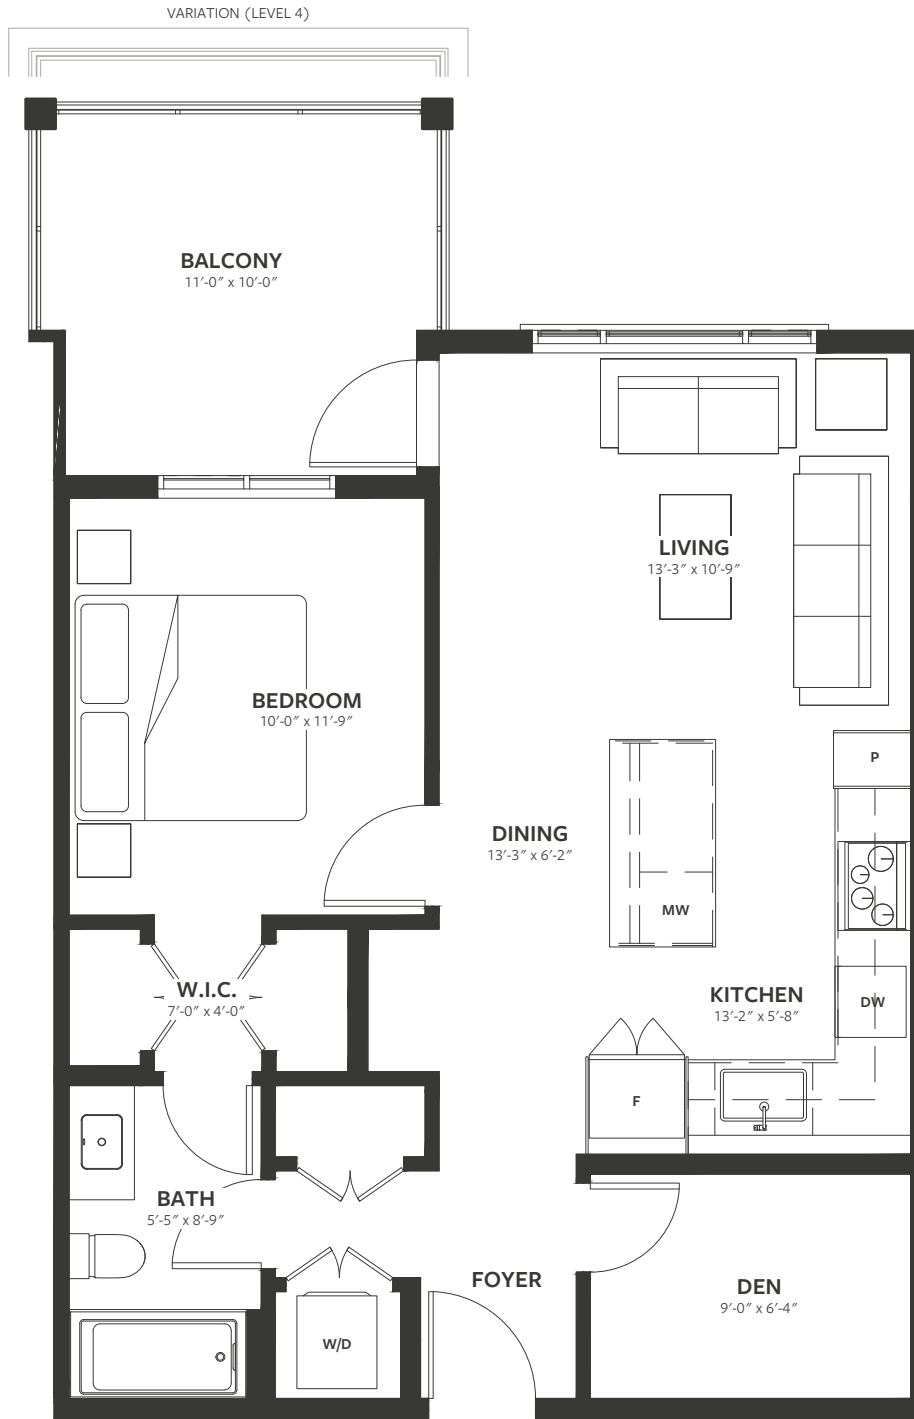 VARIATION (LEVEL 4)
BALCONY
11′-0″ x 10′-0″
LIVING
13′-3″ x 10′-9″
BEDROOM
10′-0″ x 11′-9″
P
DINING
13′-3″ x 6′-2″
MW
W.I.C.
7′-0″ x 4′-0″
KITCHEN
13′-2″ x 5′-8″
DW
F
BATH
5′-5″ x 8′-9″
FOYER
DEN
9′-0″ x 6′-4″
W/D